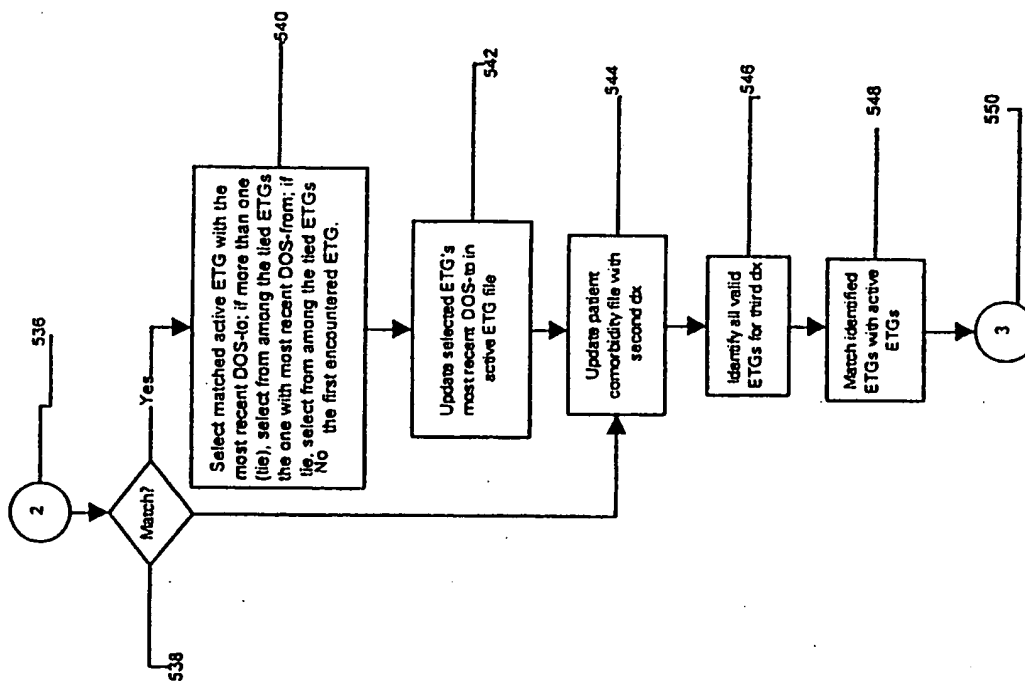 2
536
Match?
538
Yes
Select matched active ETG with the
most recent DOS-to; if more than one
(tie), select from among the tied ETGs
the one with most recent DOS-from; if
tie, select from among the tied ETGs
No the first encountered ETG.
540
Update selected ETG's
most recent DOS-to in
active ETG file
542
Update patient
comorbidity file with
second dx
544
Identify all valid
ETGs for third dx
546
Match identified
ETGs with active
ETGs
548
3
550